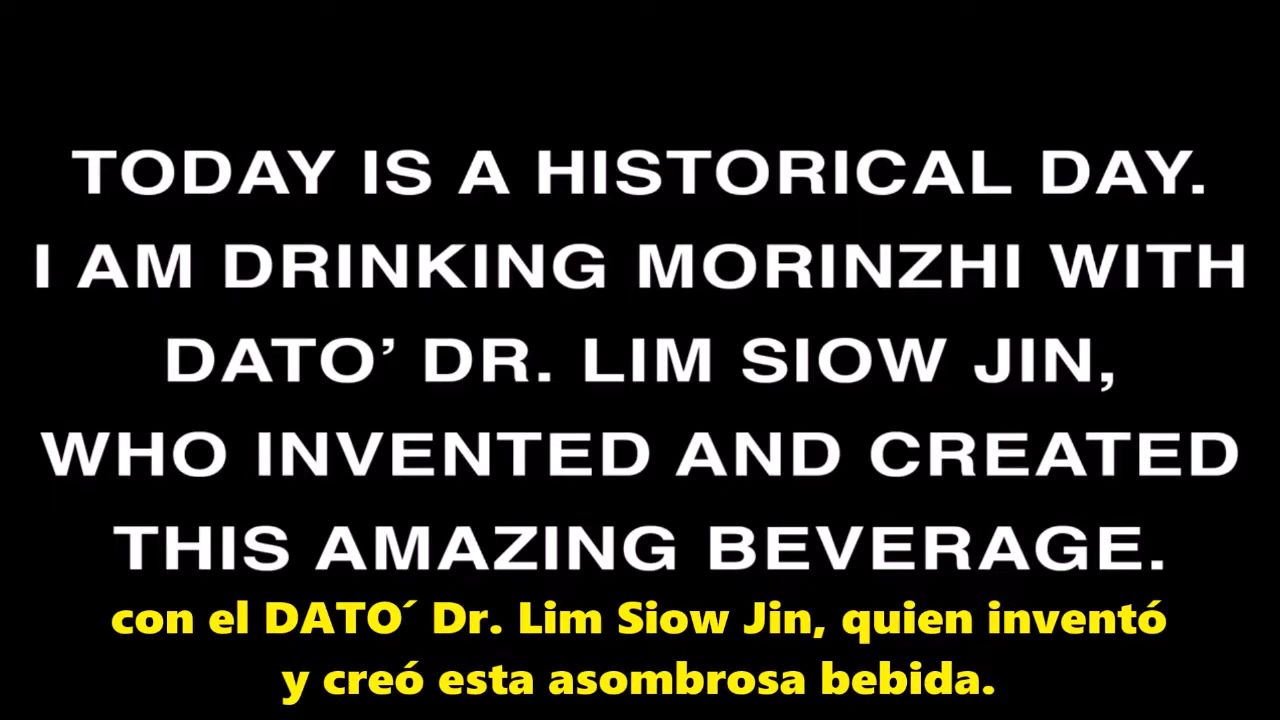 TODAY IS A HISTORICAL DAY.
I AM DRINKING MORINZHI WITH
DATO’ DR. LIM SIOW JIN,
WHO INVENTED AND CREATED
THIS AMAZING BEVERAGE.
con el DATO´ Dr. Lim Siow Jin, quien inventó
y creó esta asombrosa bebida.